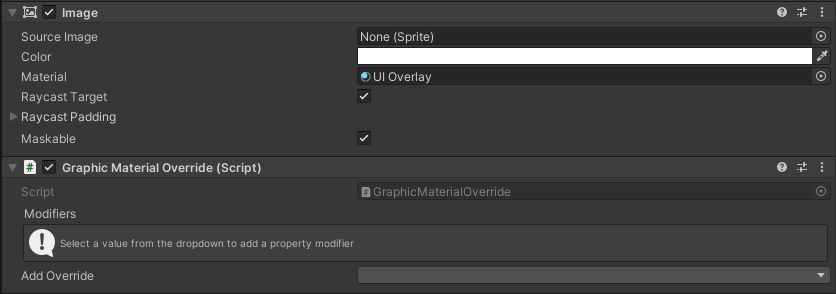 Image
Source Image None (Sprite)
Color
Material UI Overlay
Raycast Target
Raycast Padding
Maskable
Graphic Material Override (Script)
Script GraphicMaterialOverride
Modifiers
Select a value from the dropdown to add a property modifier
Add Override